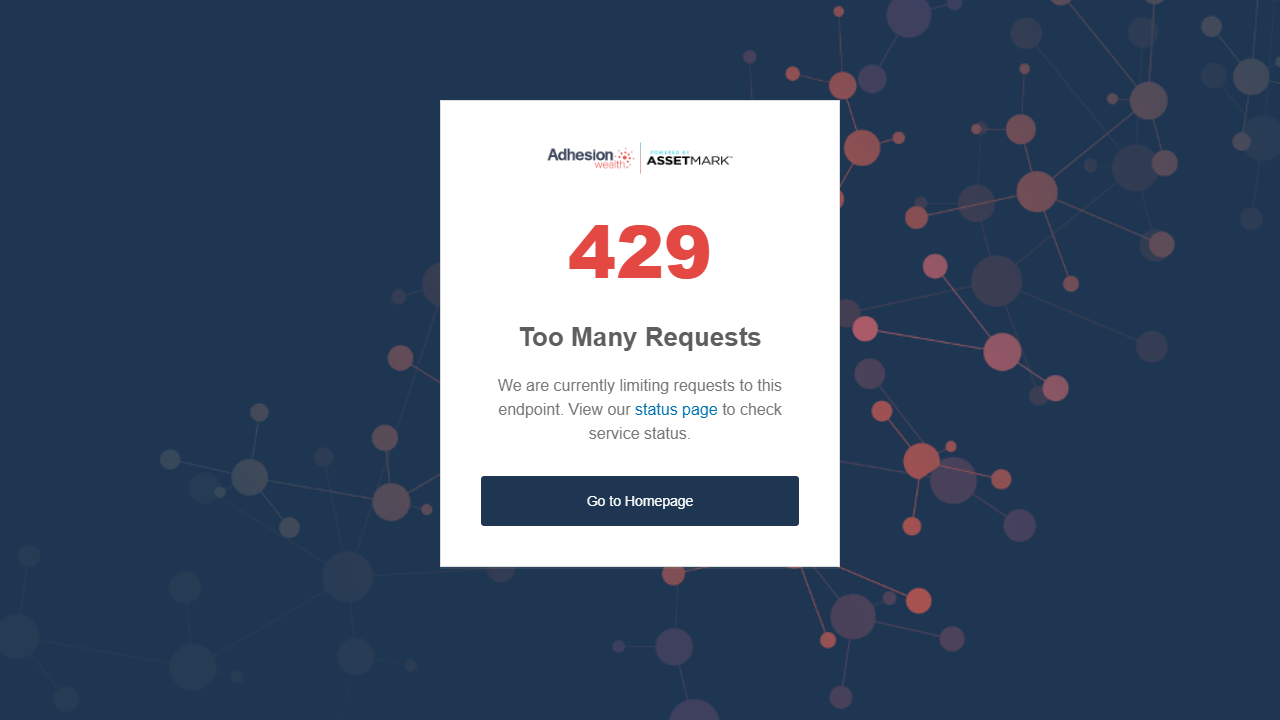 Adhesion
wealth
POWERED BY
ASSETMARK™
429
Too Many Requests
We are currently limiting requests to this
endpoint. View our status page to check
service status.
Go to Homepage